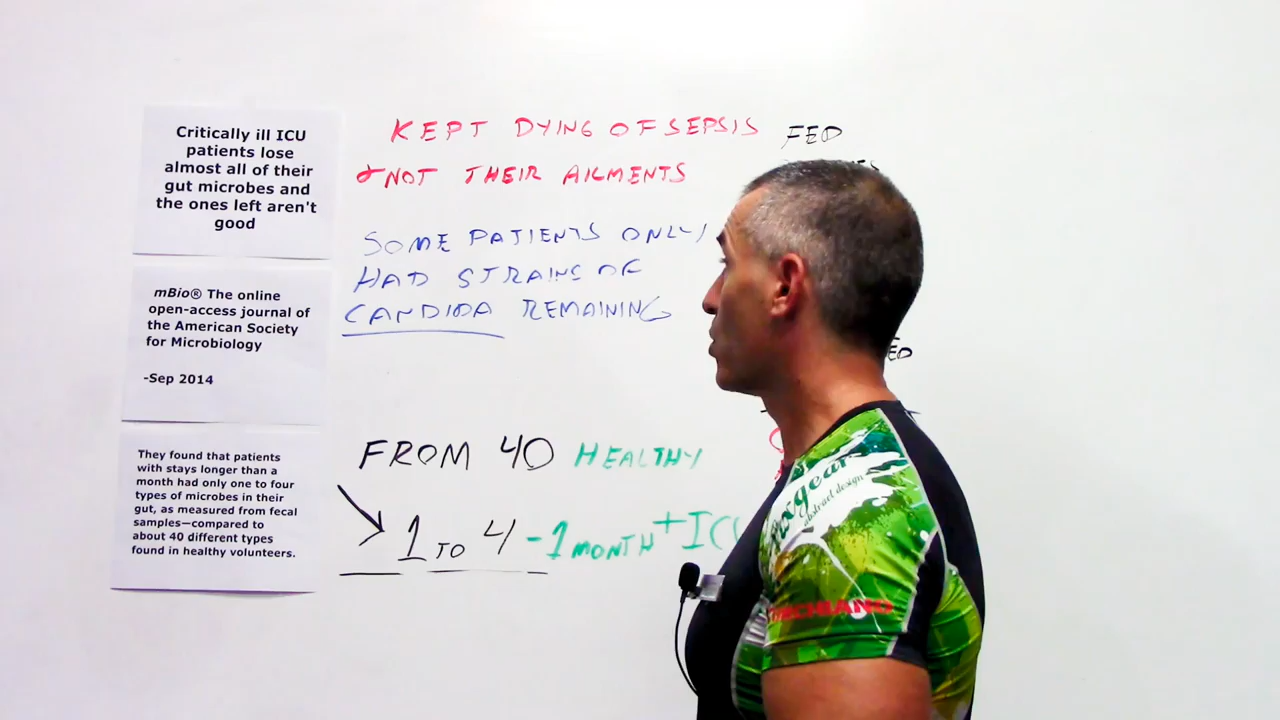 Critically ill ICU
patients lose
almost all of their
gut microbes and
the ones left aren't
good
mBio® The online
open-access journal of
the American Society
for Microbiology
-Sep 2014
They found that patients
with stays longer than a
month had only one to four
types of microbes in their
gut, as measured from fecal
samples—compared to
about 40 different types
found in healthy volunteers.
KEPT DYING OF SEPSIS
& NOT THEIR AILMENTS
SOME PATIENTS ONLY
HAD STRAINS OF
CANDIDA REMAINING
FROM 40 HEALTHY
1 TO 4 - 1 MONTH + ICU
FED
abstract design